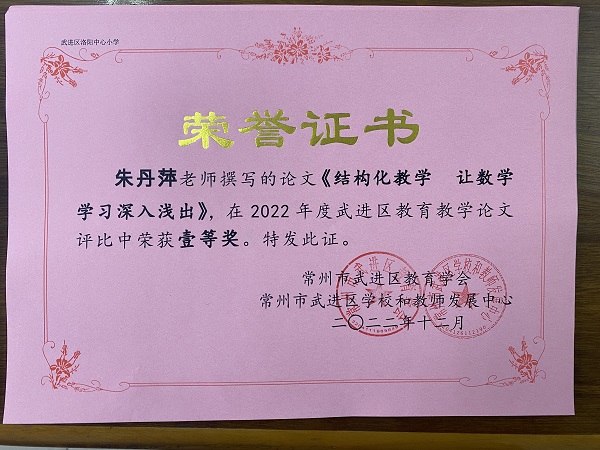 武进区洛阳中心小学
荣誉证书
朱丹萍老师撰写的论文《结构化教学　让数学
学习深入浅出》，在2022年度武进区教育教学论文
评比中荣获壹等奖。特发此证。
常州市武进区教育学会
常州市武进区学校和教师发展中心
二〇二二年十二月